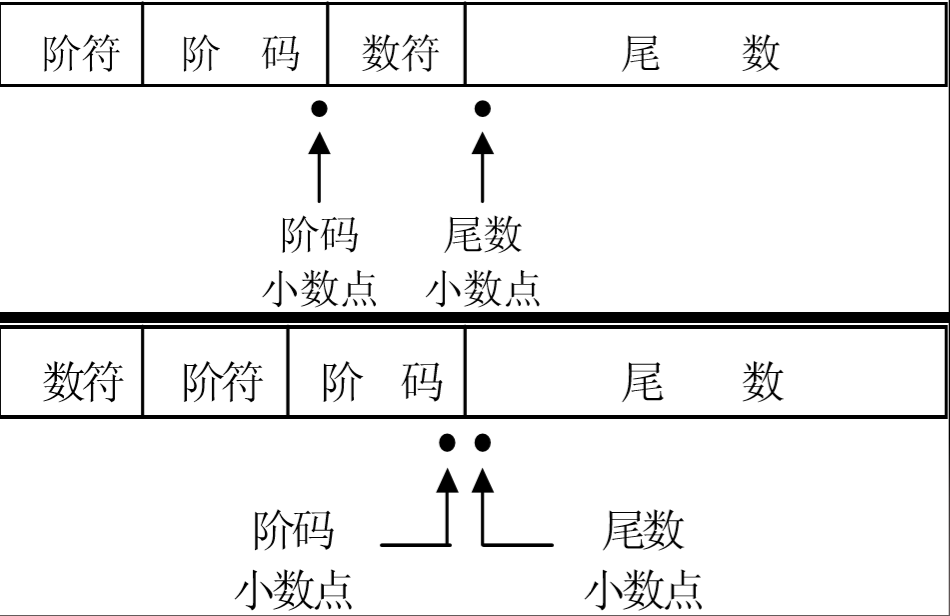 阶符 阶 码 数符 尾 数
阶码 尾数
小数点 小数点
数符 阶符 阶 码 尾 数
阶码 尾数
小数点 小数点